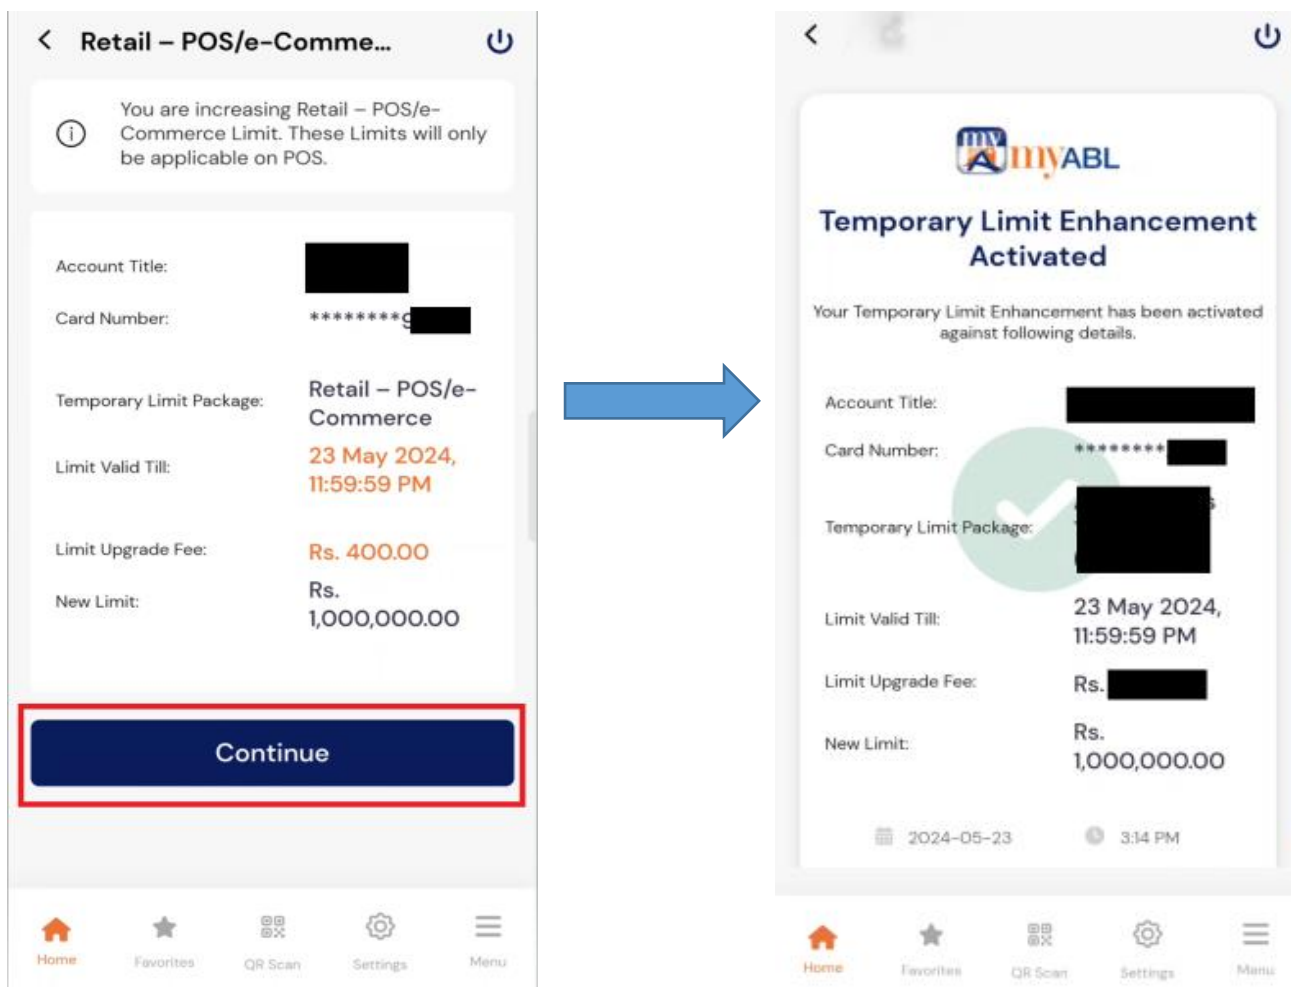 Retail – POS/e-Comme...
You are increasing Retail – POS/e-
Commerce Limit. These Limits will only
be applicable on POS.
Account Title:
Card Number: ********9
Temporary Limit Package: Retail – POS/e-
Commerce
Limit Valid Till: 23 May 2024,
11:59:59 PM
Limit Upgrade Fee: Rs. 400.00
New Limit: Rs.
1,000,000.00
Continue
Home Favorites QR Scan Settings Menu
my myABL
Temporary Limit Enhancement
Activated
Your Temporary Limit Enhancement has been activated
against following details.
Account Title:
Card Number: ********
Temporary Limit Package:
Limit Valid Till: 23 May 2024,
11:59:59 PM
Limit Upgrade Fee: Rs.
New Limit: Rs.
1,000,000.00
2024-05-23 3:14 PM
Home Favorites QR Scan Settings Menu